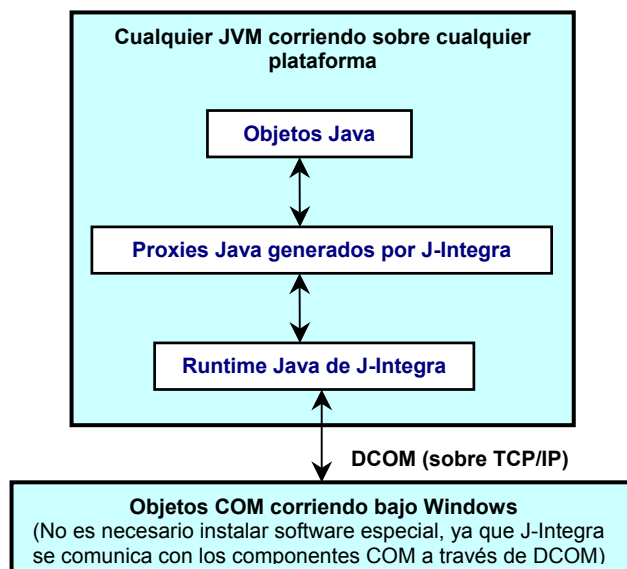 Cualquier JVM corriendo sobre cualquier
plataforma
Objetos Java
Proxies Java generados por J-Integra
Runtime Java de J-Integra
DCOM (sobre TCP/IP)
Objetos COM corriendo bajo Windows
(No es necesario instalar software especial, ya que J-Integra
se comunica con los componentes COM a través de DCOM)